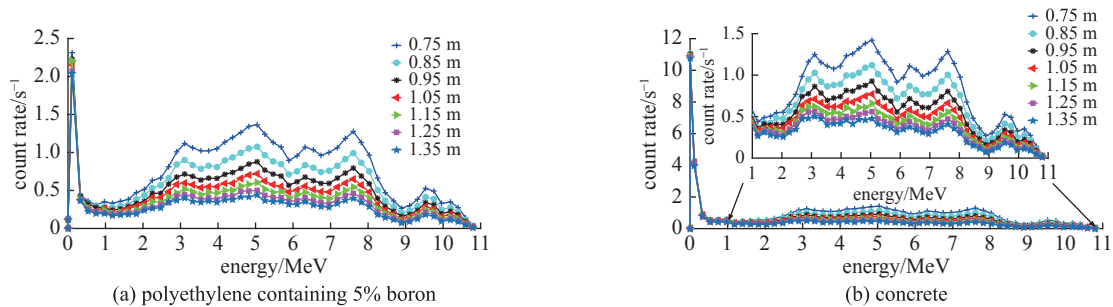 2.5
2.0
1.5
1.0
0.5
0
count rate/s⁻¹
0 1 2 3 4 5 6 7 8 9 10 11
energy/MeV
0.75 m
0.85 m
0.95 m
1.05 m
1.15 m
1.25 m
1.35 m
(a) polyethylene containing 5% boron
12
10
8
6
4
2
0
count rate/s⁻¹
0 1 2 3 4 5 6 7 8 9 10 11
energy/MeV
1.5
1.0
0.5
0
count rate/s⁻¹
1 2 3 4 5 6 7 8 9 10 11
energy/MeV
0.75 m
0.85 m
0.95 m
1.05 m
1.15 m
1.25 m
1.35 m
(b) concrete